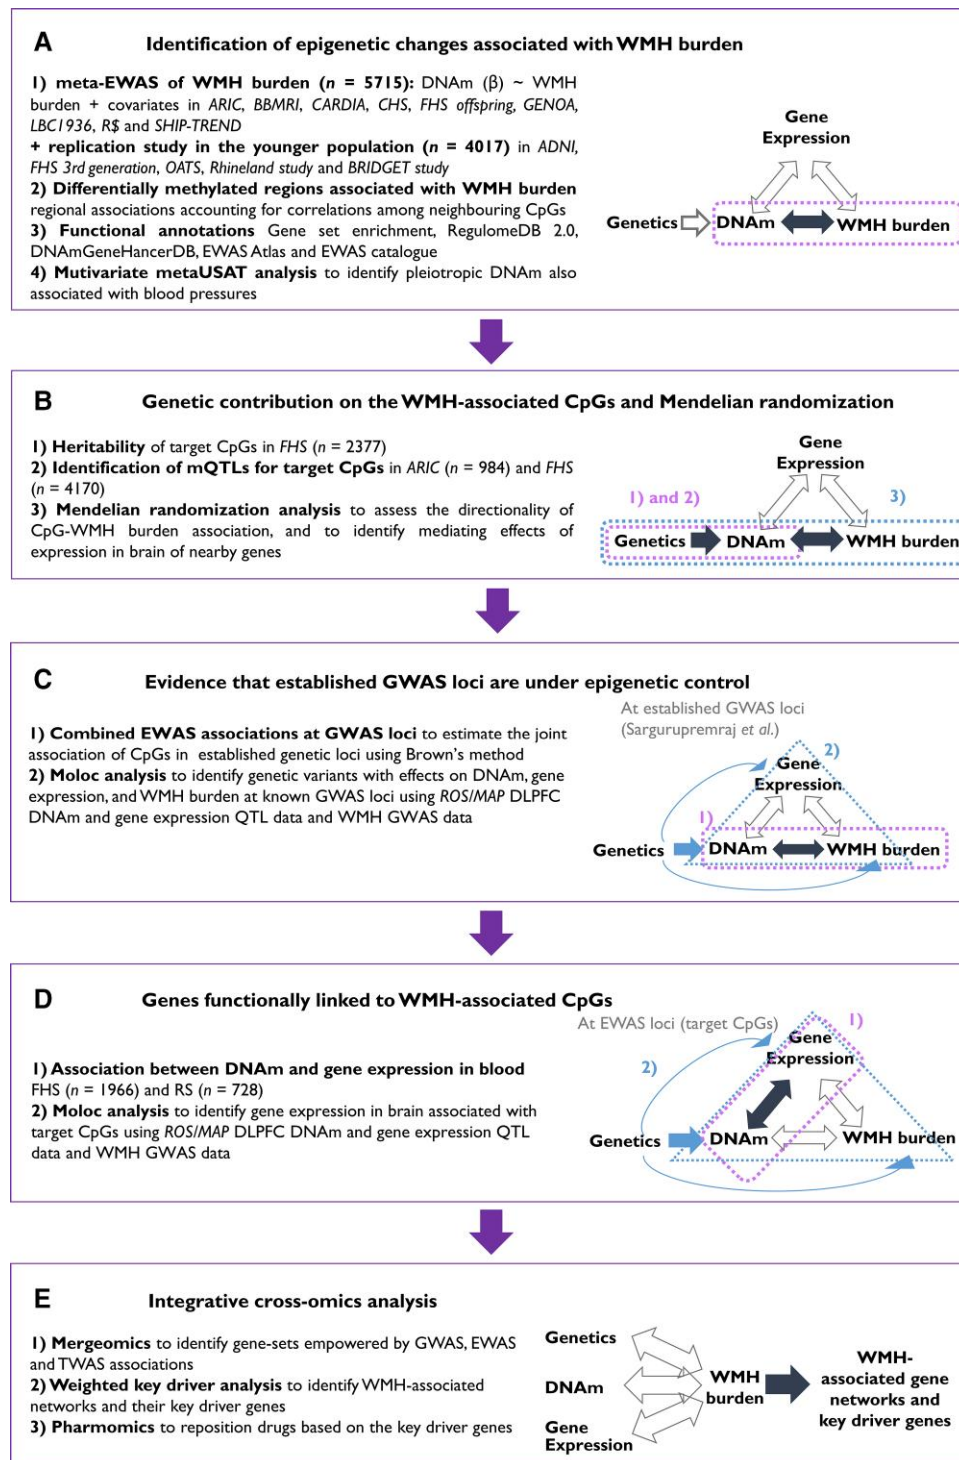 A
Identification of epigenetic changes associated with WMH burden
1) meta-EWAS of WMH burden (n = 5715): DNAm (β) ~ WMH
burden + covariates in ARIC, BBMRI, CARDIA, CHS, FHS offspring, GENOA,
LBC1936, R$ and SHIP-TREND
+ replication study in the younger population (n = 4017) in ADNI,
FHS 3rd generation, OATS, Rhineland study and BRIDGET study
2) Differentially methylated regions associated with WMH burden
regional associations accounting for correlations among neighbouring CpGs
3) Functional annotations Gene set enrichment, RegulomeDB 2.0,
DNAmGeneHancerDB, EWAS Atlas and EWAS catalogue
4) Mutivariate metaUSAT analysis to identify pleiotropic DNAm also
associated with blood pressures
Gene
Expression
Genetics
DNAm
WMH burden
B
Genetic contribution on the WMH-associated CpGs and Mendelian randomization
1) Heritability of target CpGs in FHS (n = 2377)
2) Identification of mQTLs for target CpGs in ARIC (n = 984) and FHS
(n = 4170)
3) Mendelian randomization analysis to assess the directionality of
CpG-WMH burden association, and to identify mediating effects of
expression in brain of nearby genes
Gene
Expression
1) and 2)
3)
Genetics
DNAm
WMH burden
C
Evidence that established GWAS loci are under epigenetic control
1) Combined EWAS associations at GWAS loci to estimate the joint
association of CpGs in established genetic loci using Brown's method
2) Moloc analysis to identify genetic variants with effects on DNAm, gene
expression, and WMH burden at known GWAS loci using ROS/MAP DLPFC
DNAm and gene expression QTL data and WMH GWAS data
At established GWAS loci
(Sargurupremraj et al.)
2)
Gene
Expression
1)
Genetics
DNAm
WMH burden
D
Genes functionally linked to WMH-associated CpGs
1) Association between DNAm and gene expression in blood
FHS (n = 1966) and RS (n = 728)
2) Moloc analysis to identify gene expression in brain associated with
target CpGs using ROS/MAP DLPFC DNAm and gene expression QTL
data and WMH GWAS data
At EWAS loci (target CpGs)
1)
Gene
Expression
2)
Genetics
DNAm
WMH burden
E
Integrative cross-omics analysis
1) Mergeomics to identify gene-sets empowered by GWAS, EWAS
and TWAS associations
2) Weighted key driver analysis to identify WMH-associated
networks and their key driver genes
3) Pharmomics to reposition drugs based on the key driver genes
Genetics
DNAm
Gene
Expression
WMH
burden
WMH-
associated gene
networks and
key driver genes